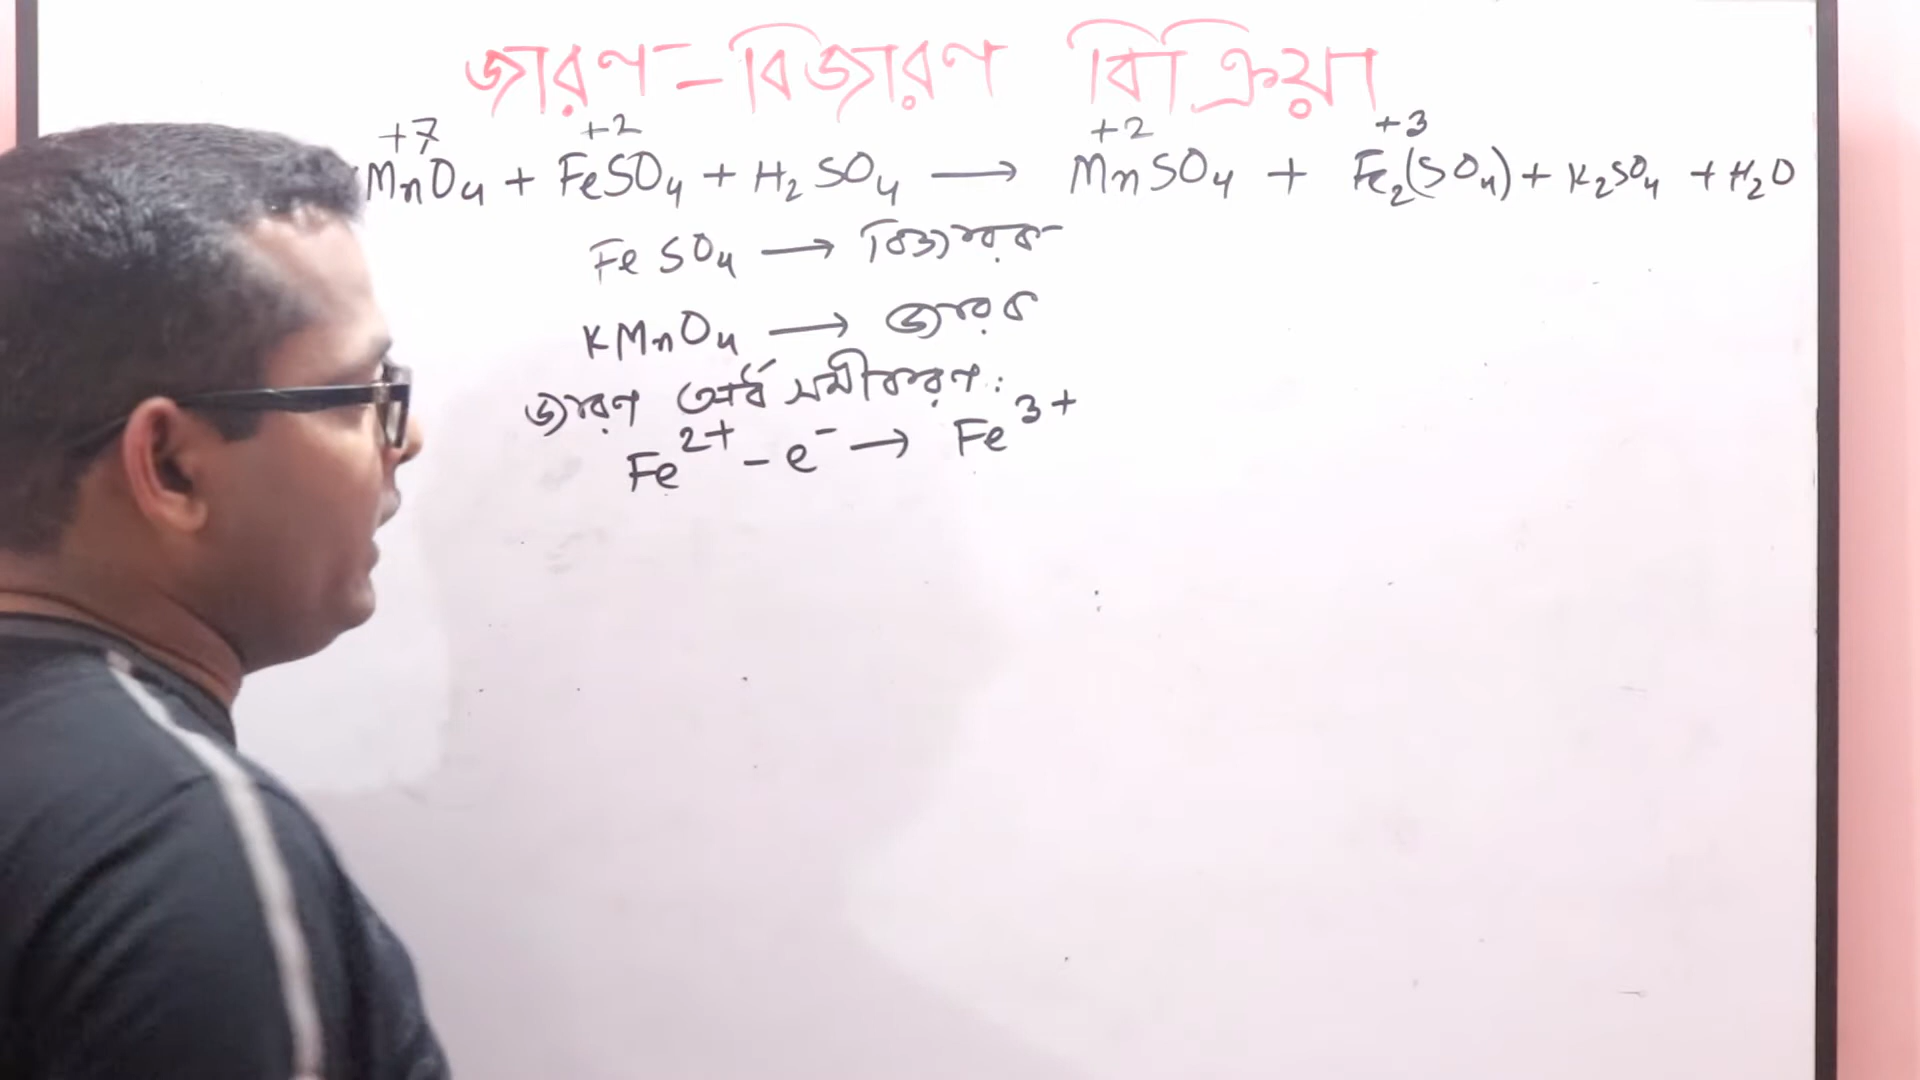 জারণ-বিজারণ বিক্রিয়া
+7 +2 +2 +3
MnO₄ + FeSO₄ + H₂SO₄ ⟶ MnSO₄ + Fe₂(SO₄) + K₂SO₄ + H₂O
FeSO₄ ⟶ বিজারক
KMnO₄ ⟶ জারক
জারণ অর্ধ সমীকরণ:
Fe²⁺ - e⁻ → Fe³⁺